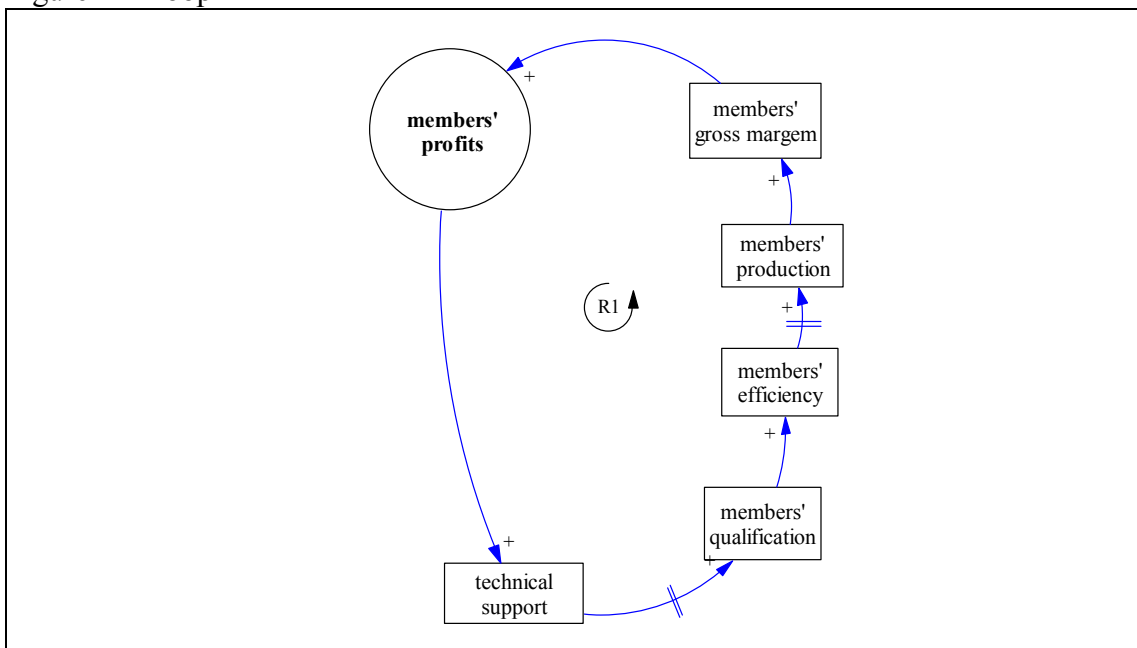 members'
profits
+
members'
gross margem
+
members'
production
+
R1
members'
efficiency
+
members'
qualification
+
+
technical
support